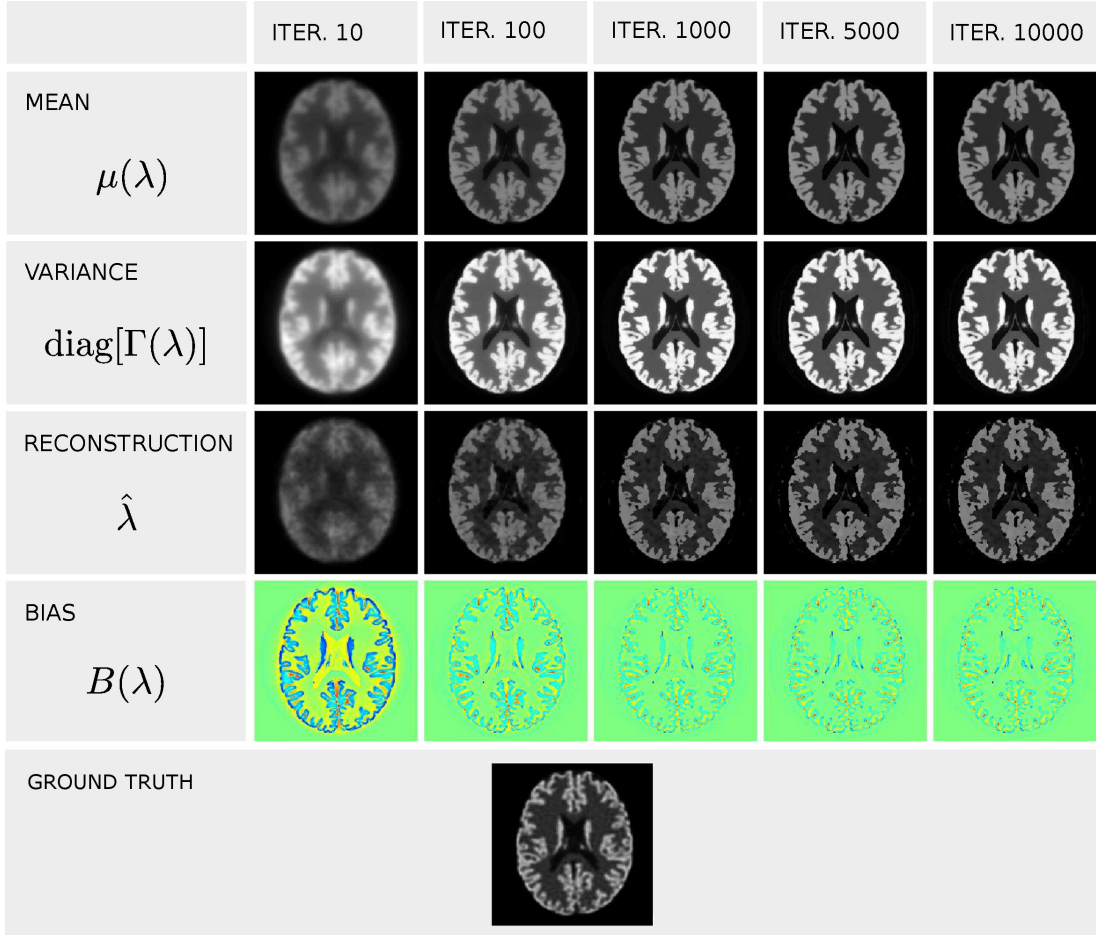 ITER. 10
ITER. 100
ITER. 1000
ITER. 5000
ITER. 10000
MEAN
μ(λ)
VARIANCE
diag[Γ(λ)]
RECONSTRUCTION
λ̂
BIAS
B(λ)
GROUND TRUTH